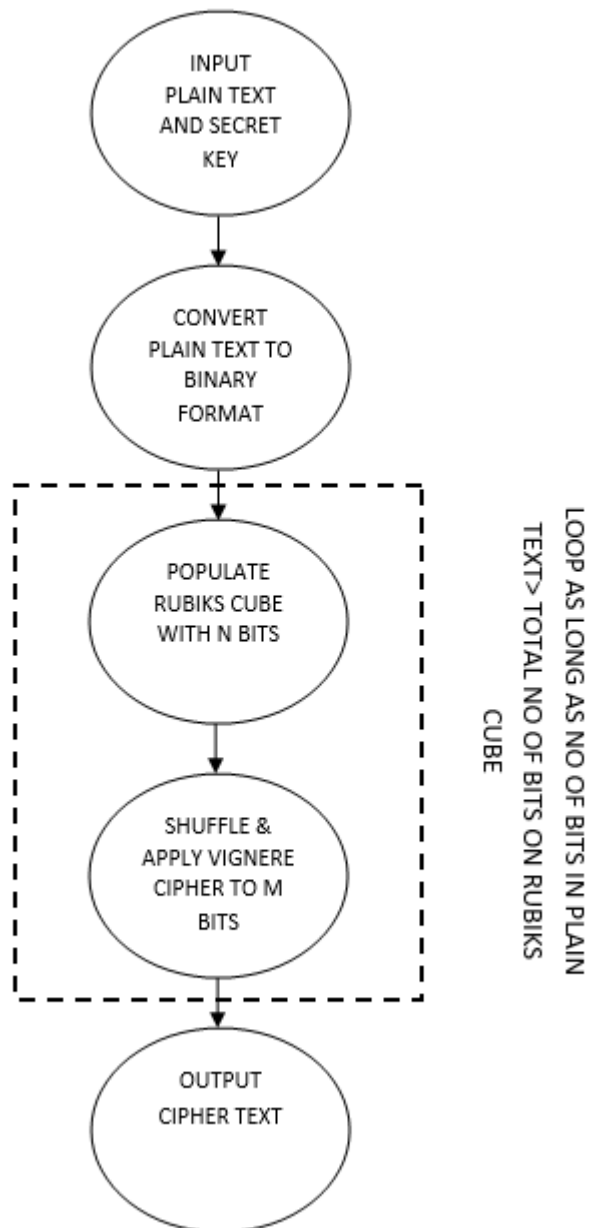 INPUT
PLAIN TEXT
AND SECRET
KEY
CONVERT
PLAIN TEXT TO
BINARY
FORMAT
POPULATE
RUBIKS CUBE
WITH N BITS
SHUFFLE &
APPLY VIGNERE
CIPHER TO M
BITS
OUTPUT
CIPHER TEXT
LOOP AS LONG AS NO OF BITS IN PLAIN
TEXT> TOTAL NO OF BITS ON RUBIKS
CUBE